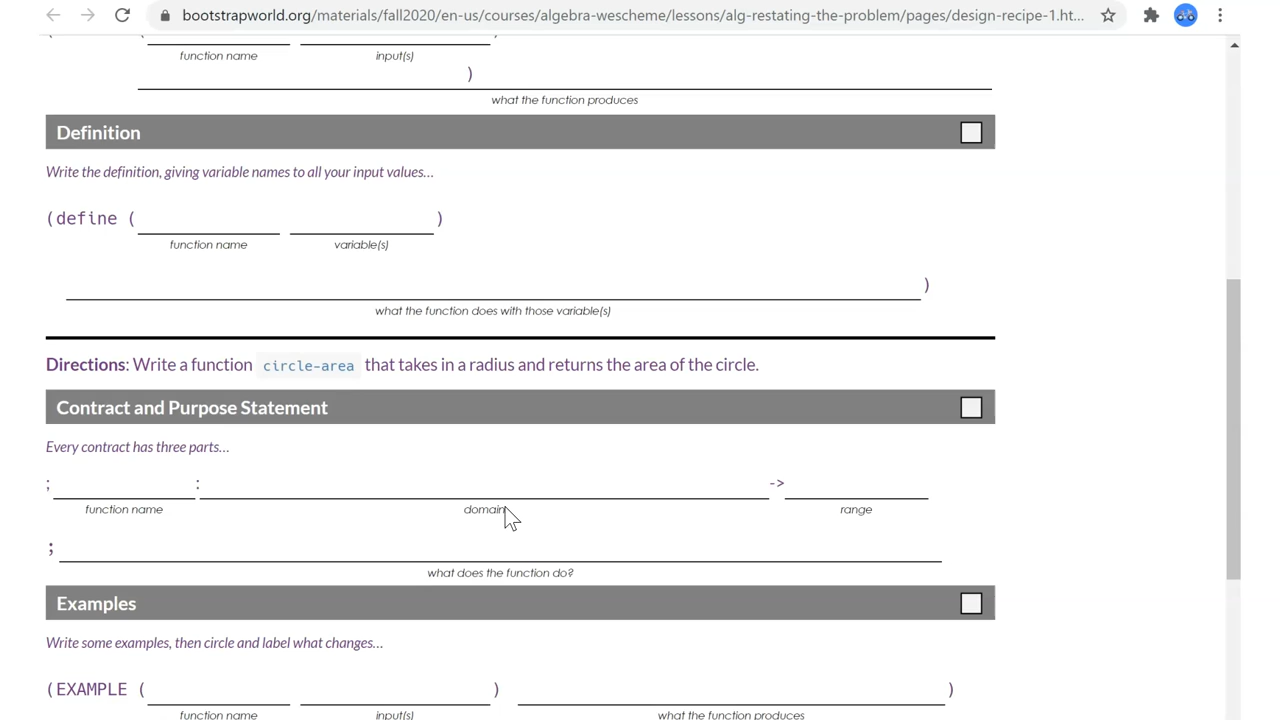 bootstrapworld.org/materials/fall2020/en-us/courses/algebra-wescheme/lessons/alg-restating-the-problem/pages/design-recipe-1.ht...
function name input(s)
)
what the function produces
Definition
Write the definition, giving variable names to all your input values…
(define ( )
function name variable(s)
)
what the function does with those variable(s)
Directions: Write a function circle-area that takes in a radius and returns the area of the circle.
Contract and Purpose Statement
Every contract has three parts…
; : ->
function name domain range
;
what does the function do?
Examples
Write some examples, then circle and label what changes…
(EXAMPLE ( ) )
function name input(s) what the function produces